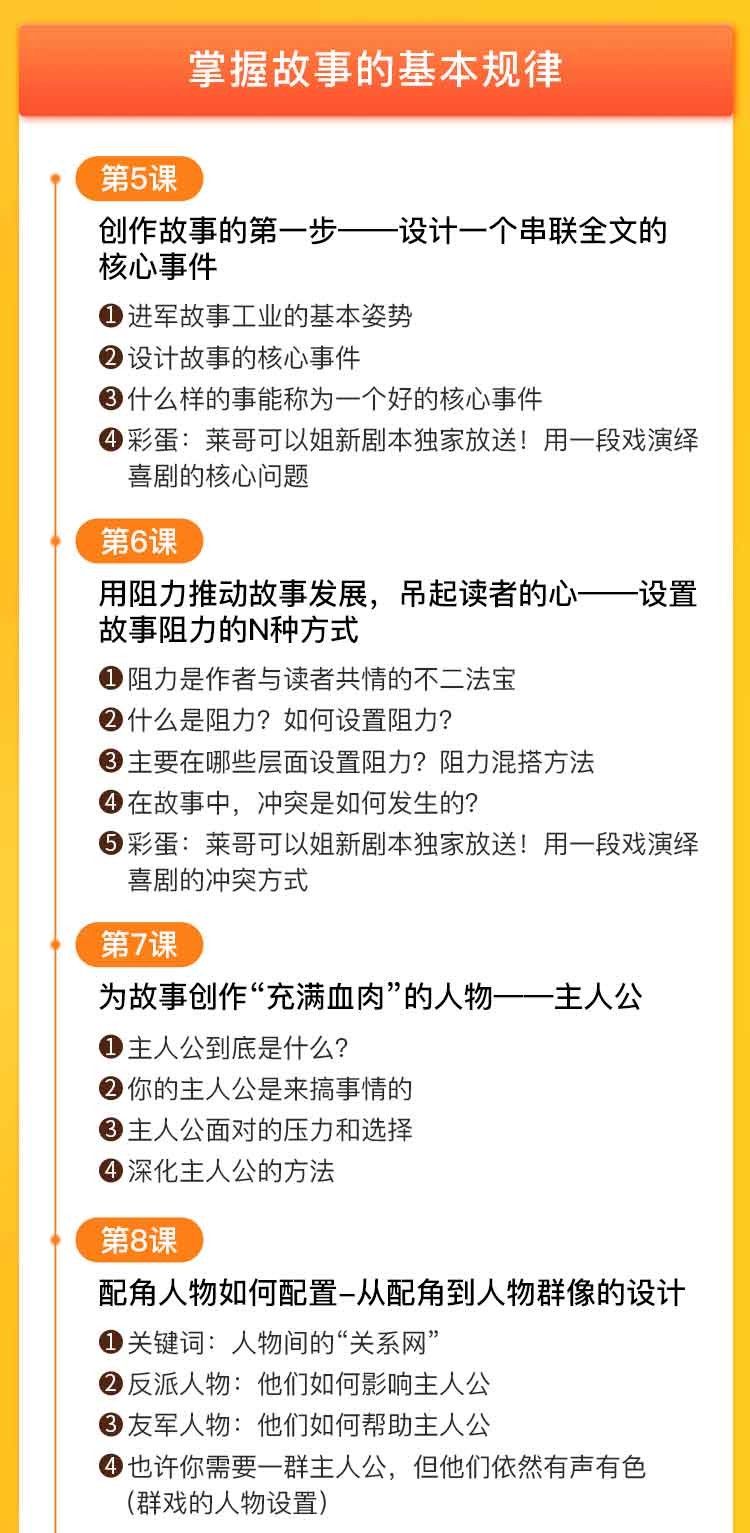 掌握故事的基本规律
第5课
创作故事的第一步——设计一个串联全文的
核心事件
❶进军故事工业的基本姿势
❷设计故事的核心事件
❸什么样的事能称为一个好的核心事件
❹彩蛋：莱哥可以姐新剧本独家放送！用一段戏演绎
喜剧的核心问题
第6课
用阻力推动故事发展，吊起读者的心——设置
故事阻力的N种方式
❶阻力是作者与读者共情的不二法宝
❷什么是阻力？如何设置阻力？
❸主要在哪些层面设置阻力？阻力混搭方法
❹在故事中，冲突是如何发生的？
❺彩蛋：莱哥可以姐新剧本独家放送！用一段戏演绎
喜剧的冲突方式
第7课
为故事创作“充满血肉”的人物——主人公
❶主人公到底是什么？
❷你的主人公是来搞事情的
❸主人公面对的压力和选择
❹深化主人公的方法
第8课
配角人物如何配置–从配角到人物群像的设计
❶关键词：人物间的“关系网”
❷反派人物：他们如何影响主人公
❸友军人物：他们如何帮助主人公
❹也许你需要一群主人公，但他们依然有声有色
（群戏的人物设置）